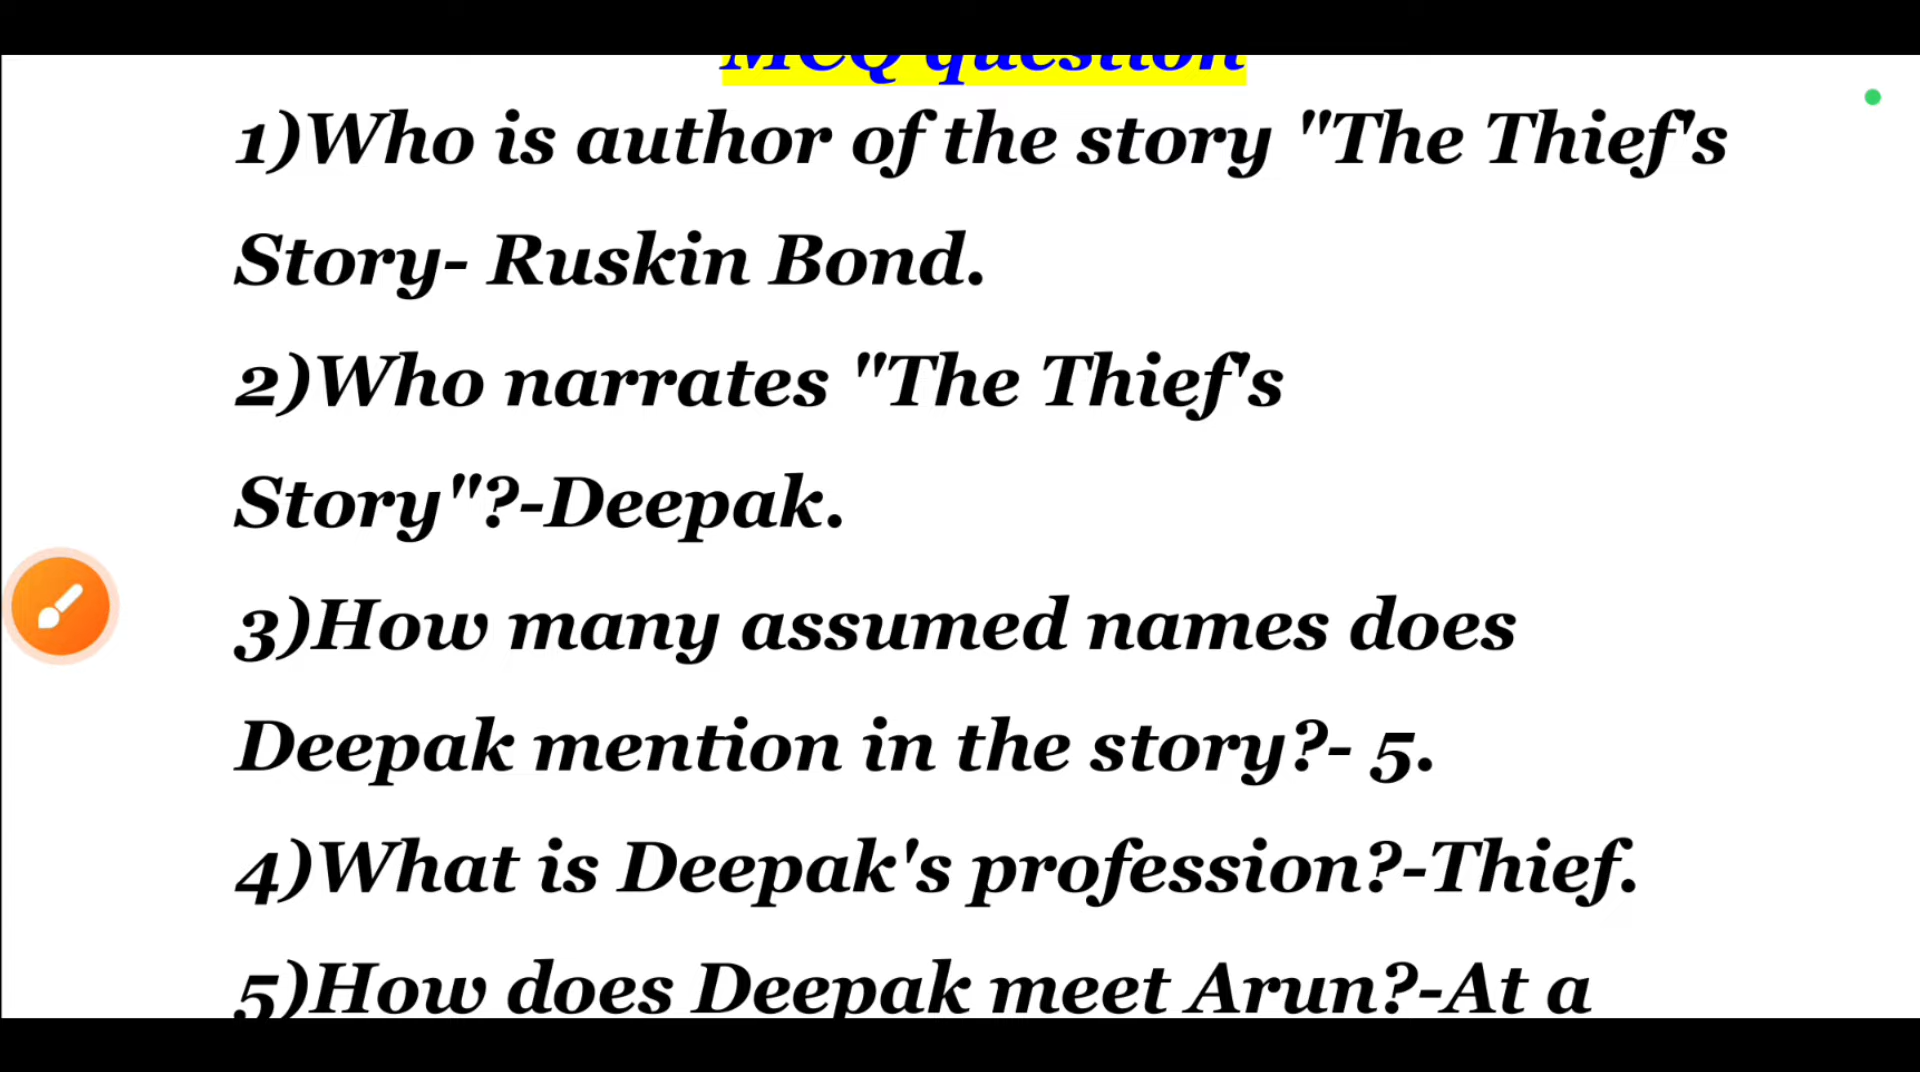 MCQ question
1)Who is author of the story "The Thief's
Story- Ruskin Bond.
2)Who narrates "The Thief's
Story"?-Deepak.
3)How many assumed names does
Deepak mention in the story?- 5.
4)What is Deepak's profession?-Thief.
5)How does Deepak meet Arun?-At a